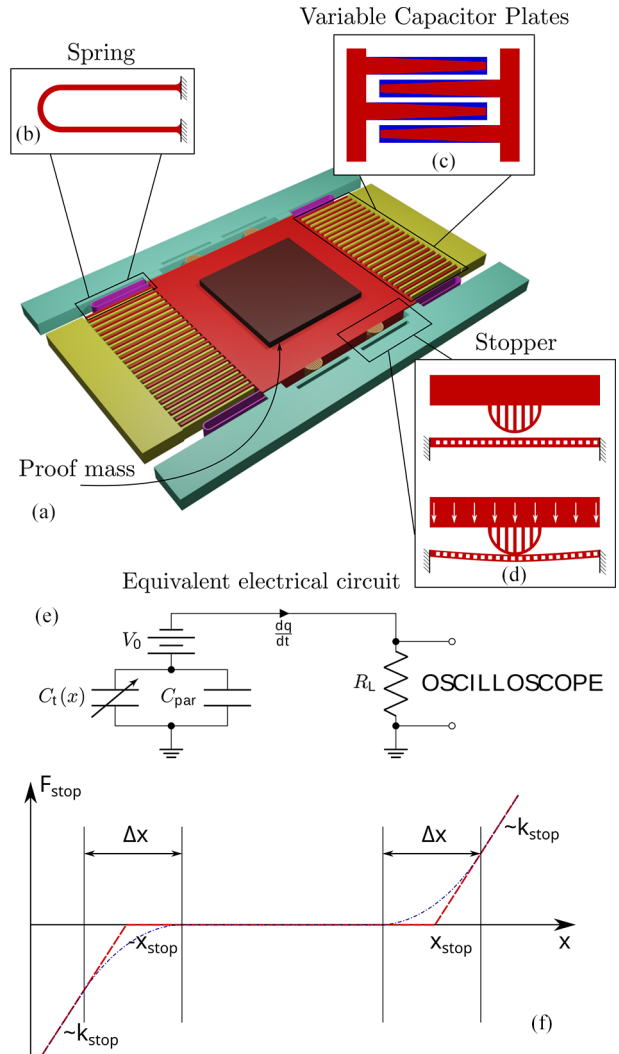 Variable Capacitor Plates
Spring
(b)
(c)
Stopper
Proof mass
(a)
(d)
Equivalent electrical circuit
(e)
dq
dt
V0
Ct(x)
Cpar
RL
OSCILLOSCOPE
Fstop
Δx
Δx
~kstop
-xstop
xstop
x
~kstop
(f)